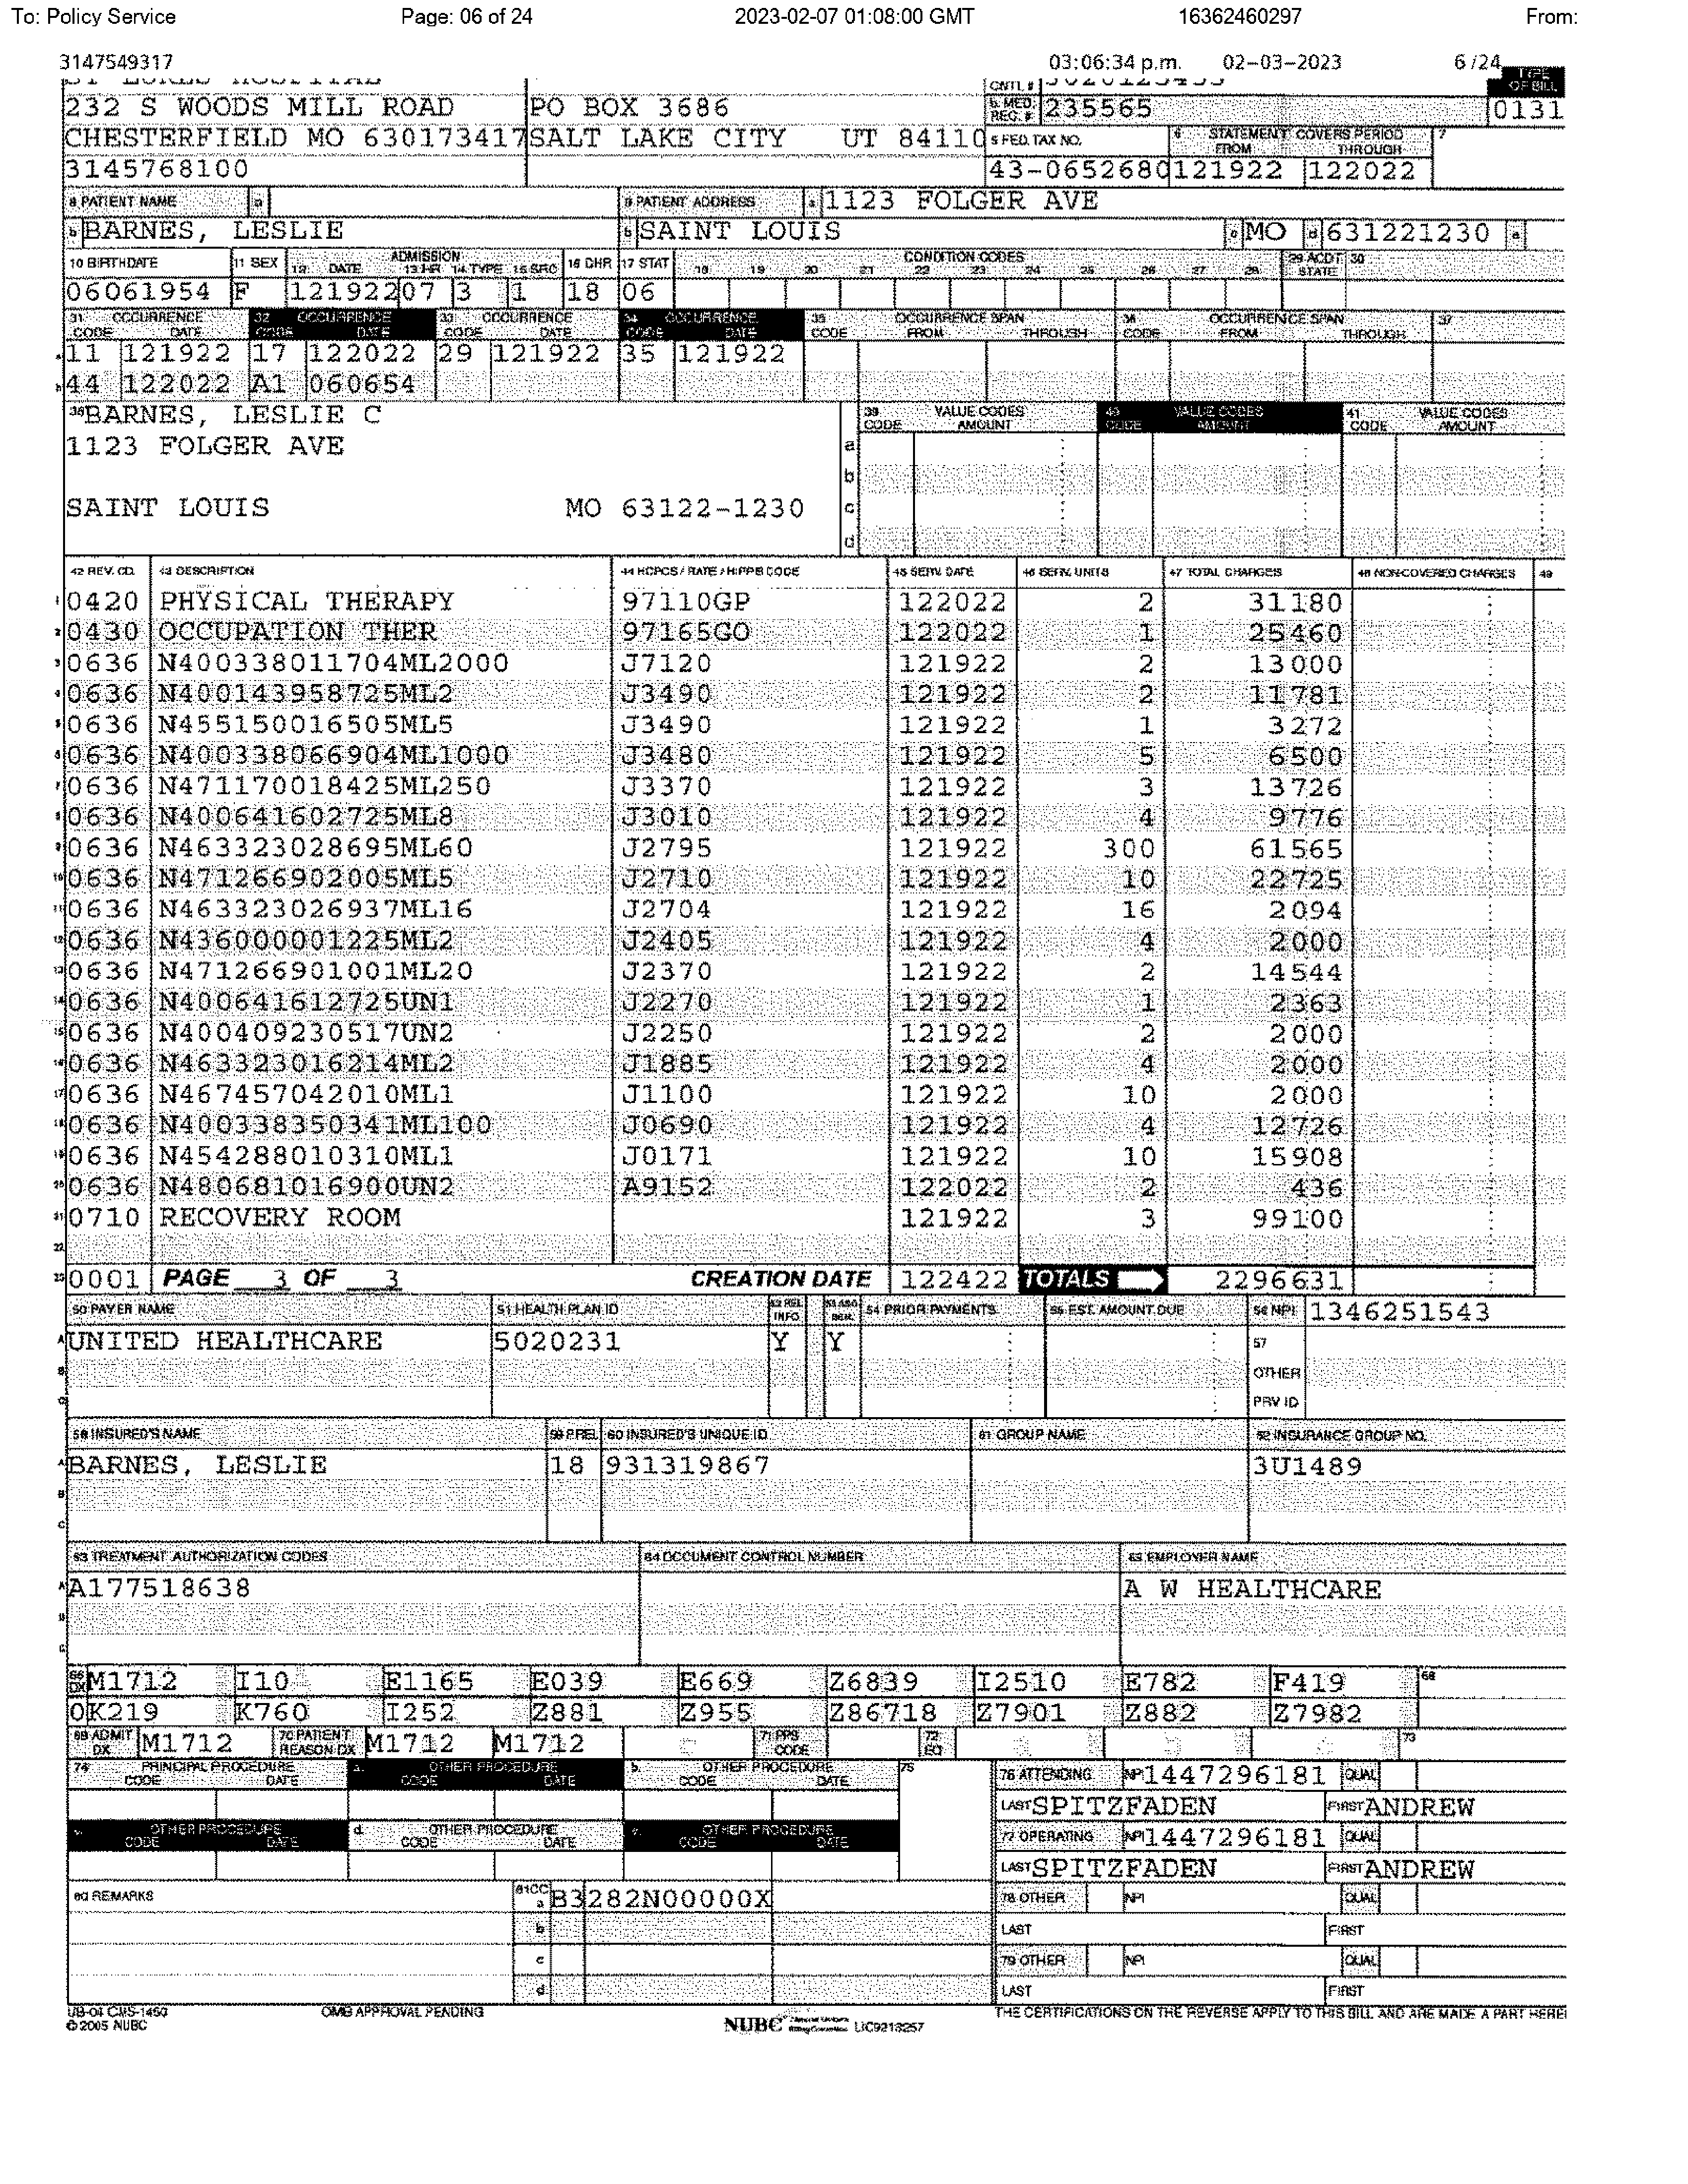 To: Policy Service Page: 06 of 24 2023-02-07 01:08:00 GMT 16362460297 From:
3147549317 03:06:34 p.m. 02-03-2023 6/24
TYPE OF BILL
CNTL #
232 S WOODS MILL ROAD PO BOX 3686 b. MED. REC. # 235565 0131
CHESTERFIELD MO 630173417 SALT LAKE CITY UT 84110 5 FED. TAX NO. 6 STATEMENT COVERS PERIOD FROM THROUGH 7
3145768100 43-0652680 121922 122022
8 PATIENT NAME a 9 PATIENT ADDRESS a 1123 FOLGER AVE
b BARNES, LESLIE b SAINT LOUIS c MO d 631221230 e
10 BIRTHDATE 11 SEX 12 DATE ADMISSION 13 HR 14 TYPE 15 SRC 16 DHR 17 STAT 18 19 20 21 CONDITION CODES 22 23 24 25 26 27 28 29 ACDT STATE 30
06061954 F 121922 07 3 1 18 06
31 OCCURRENCE CODE DATE 32 OCCURRENCE CODE DATE 33 OCCURRENCE CODE DATE 34 OCCURRENCE CODE DATE 35 CODE OCCURRENCE SPAN FROM THROUGH 36 CODE OCCURRENCE SPAN FROM THROUGH 37
a 11 121922 17 122022 29 121922 35 121922
b 44 122022 A1 060654
38 BARNES, LESLIE C 39 CODE VALUE CODES AMOUNT 40 CODE VALUE CODES AMOUNT 41 CODE VALUE CODES AMOUNT
1123 FOLGER AVE a
b
SAINT LOUIS MO 63122-1230 c
d
42 REV. CD. 43 DESCRIPTION 44 HCPCS / RATE / HIPPS CODE 45 SERV. DATE 46 SERV. UNITS 47 TOTAL CHARGES 48 NON-COVERED CHARGES 49
1 0420 PHYSICAL THERAPY 97110GP 122022 2 31180
2 0430 OCCUPATION THER 97165GO 122022 1 25460
3 0636 N400338011704ML2000 J7120 121922 2 13000
4 0636 N400143958725ML2 J3490 121922 2 11781
5 0636 N455150016505ML5 J3490 121922 1 3272
6 0636 N400338066904ML1000 J3480 121922 5 6500
7 0636 N471170018425ML250 J3370 121922 3 13726
8 0636 N400641602725ML8 J3010 121922 4 9776
9 0636 N463323028695ML60 J2795 121922 300 61565
10 0636 N471266902005ML5 J2710 121922 10 22725
11 0636 N463323026937ML16 J2704 121922 16 2094
12 0636 N436000001225ML2 J2405 121922 4 2000
13 0636 N471266901001ML20 J2370 121922 2 14544
14 0636 N400641612725UN1 J2270 121922 1 2363
15 0636 N400409230517UN2 J2250 121922 2 2000
16 0636 N463323016214ML2 J1885 121922 4 2000
17 0636 N467457042010ML1 J1100 121922 10 2000
18 0636 N400338350341ML100 J0690 121922 4 12726
19 0636 N454288010310ML1 J0171 121922 10 15908
20 0636 N480681016900UN2 A9152 122022 2 436
21 0710 RECOVERY ROOM 121922 3 99100
22
23 0001 PAGE 3 OF 3 CREATION DATE 122422 TOTALS 2296631
50 PAYER NAME 51 HEALTH PLAN ID 52 REL INFO 53 ASG BEN. 54 PRIOR PAYMENTS 55 EST. AMOUNT DUE 56 NPI 1346251543
A UNITED HEALTHCARE 5020231 Y Y 57
B OTHER
C PRV ID
58 INSURED'S NAME 59 P.REL 60 INSURED'S UNIQUE ID 61 GROUP NAME 62 INSURANCE GROUP NO.
A BARNES, LESLIE 18 931319867 3U1489
B
C
63 TREATMENT AUTHORIZATION CODES 64 DOCUMENT CONTROL NUMBER 65 EMPLOYER NAME
A A177518638 A W HEALTHCARE
B
C
66 DX M1712 I10 E1165 E039 E669 Z6839 I2510 E782 F419 68
0 K219 K760 I252 Z881 Z955 Z86718 Z7901 Z882 Z7982
69 ADMIT DX M1712 70 PATIENT REASON DX M1712 M1712 71 PPS CODE 72 ECI 73
74 PRINCIPAL PROCEDURE CODE DATE a. OTHER PROCEDURE CODE DATE b. OTHER PROCEDURE CODE DATE 75 76 ATTENDING NPI 1447296181 QUAL
LAST SPITZFADEN FIRST ANDREW
c. OTHER PROCEDURE CODE DATE d. OTHER PROCEDURE CODE DATE e. OTHER PROCEDURE CODE DATE 77 OPERATING NPI 1447296181 QUAL
LAST SPITZFADEN FIRST ANDREW
80 REMARKS 81CC a B3 282N00000X 78 OTHER NPI QUAL
b LAST FIRST
c 79 OTHER NPI QUAL
d LAST FIRST
UB-04 CMS-1450 OMB APPROVAL PENDING THE CERTIFICATIONS ON THE REVERSE APPLY TO THIS BILL AND ARE MADE A PART HERE
© 2005 NUBC NUBC LIC9213257